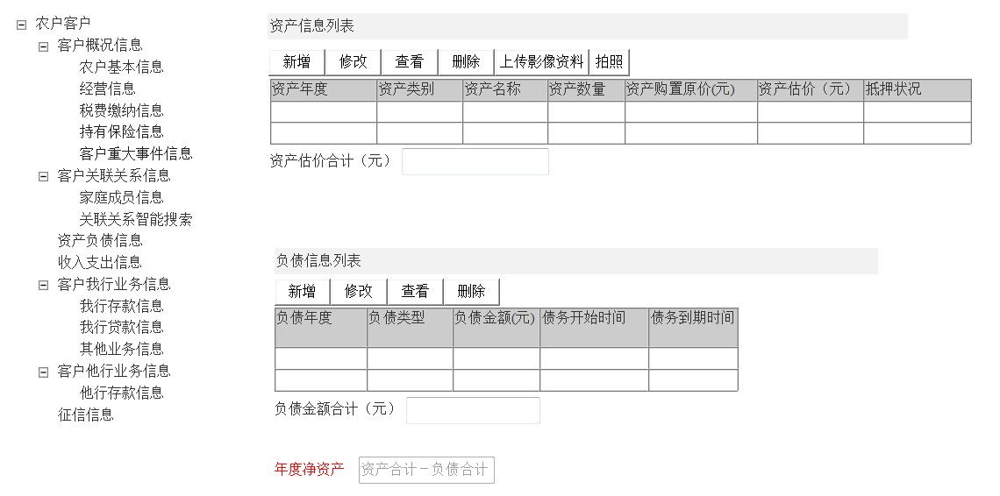 农户客户
客户概况信息
农户基本信息
经营信息
税费缴纳信息
持有保险信息
客户重大事件信息
客户关联关系信息
家庭成员信息
关联关系智能搜索
资产负债信息
收入支出信息
客户我行业务信息
我行存款信息
我行贷款信息
其他业务信息
客户他行业务信息
他行存款信息
征信信息
资产信息列表
新增 修改 查看 删除 上传影像资料 拍照
资产年度 资产类别 资产名称 资产数量 资产购置原价(元) 资产估价（元） 抵押状况
资产估价合计（元）
负债信息列表
新增 修改 查看 删除
负债年度 负债类型 负债金额(元) 债务开始时间 债务到期时间
负债金额合计（元）
年度净资产 资产合计－负债合计